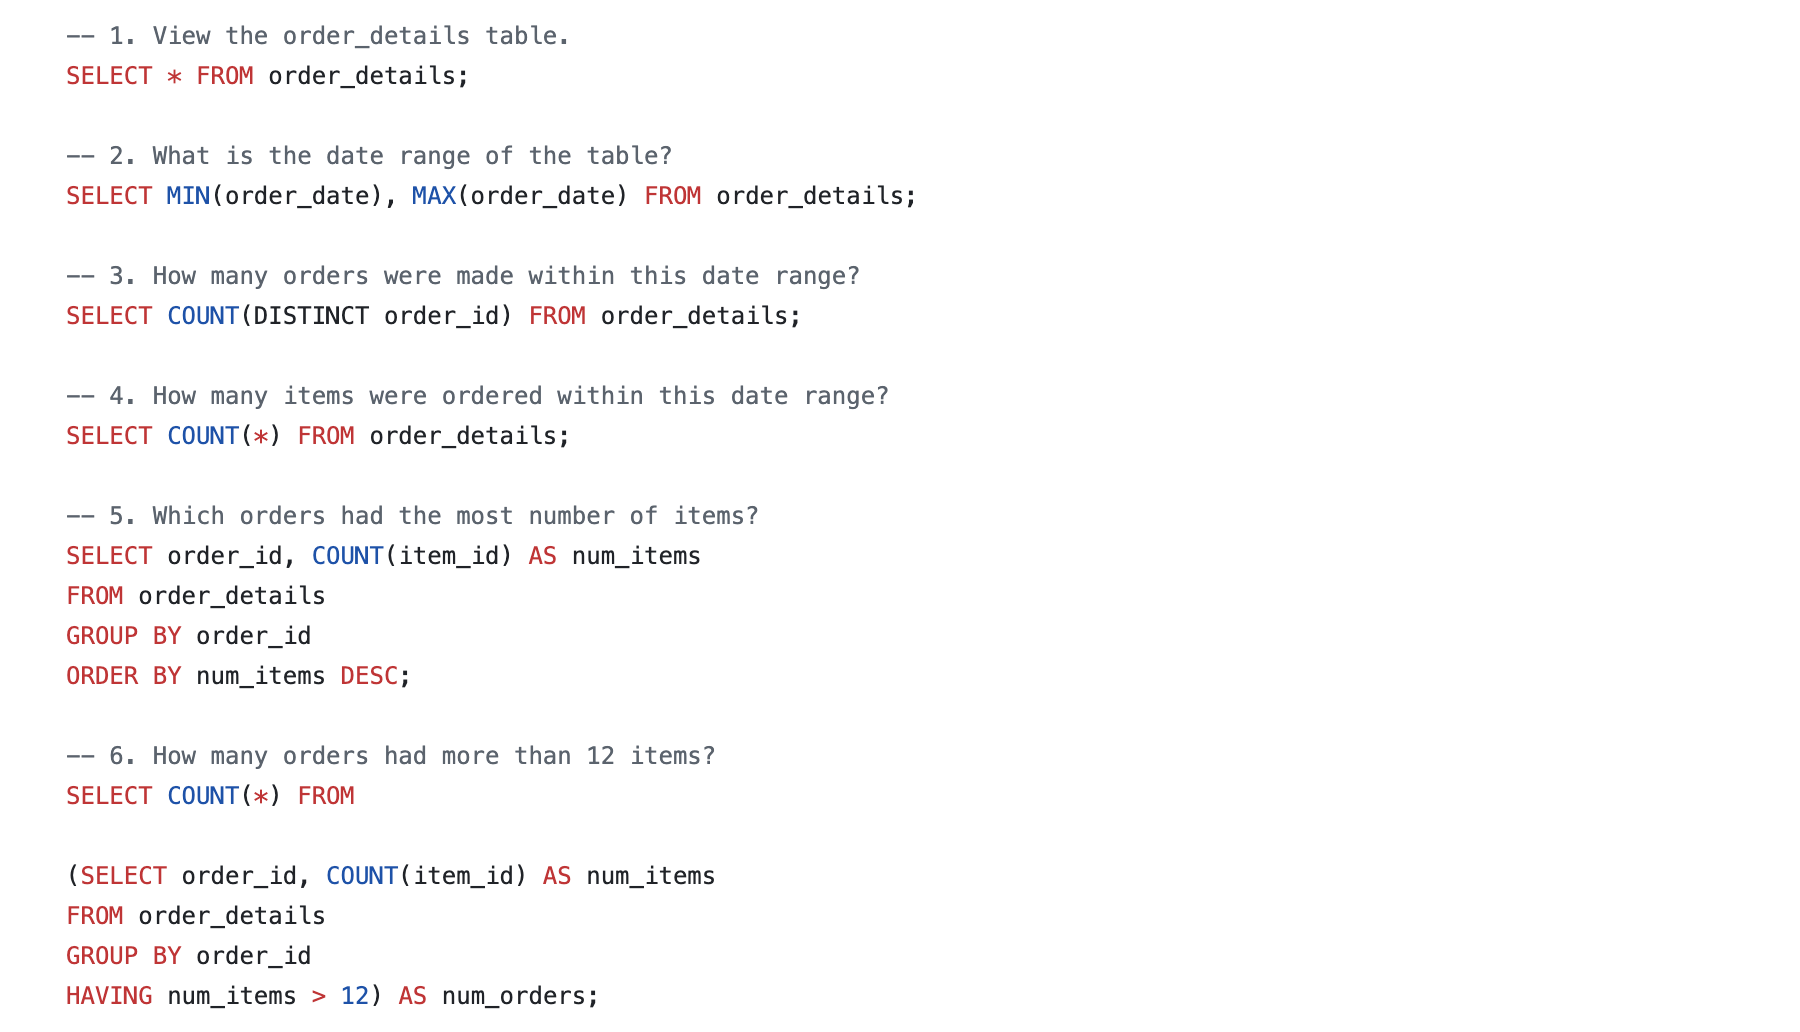 -- 1. View the order_details table.
SELECT * FROM order_details;
-- 2. What is the date range of the table?
SELECT MIN(order_date), MAX(order_date) FROM order_details;
-- 3. How many orders were made within this date range?
SELECT COUNT(DISTINCT order_id) FROM order_details;
-- 4. How many items were ordered within this date range?
SELECT COUNT(*) FROM order_details;
-- 5. Which orders had the most number of items?
SELECT order_id, COUNT(item_id) AS num_items
FROM order_details
GROUP BY order_id
ORDER BY num_items DESC;
-- 6. How many orders had more than 12 items?
SELECT COUNT(*) FROM
(SELECT order_id, COUNT(item_id) AS num_items
FROM order_details
GROUP BY order_id
HAVING num_items > 12) AS num_orders;